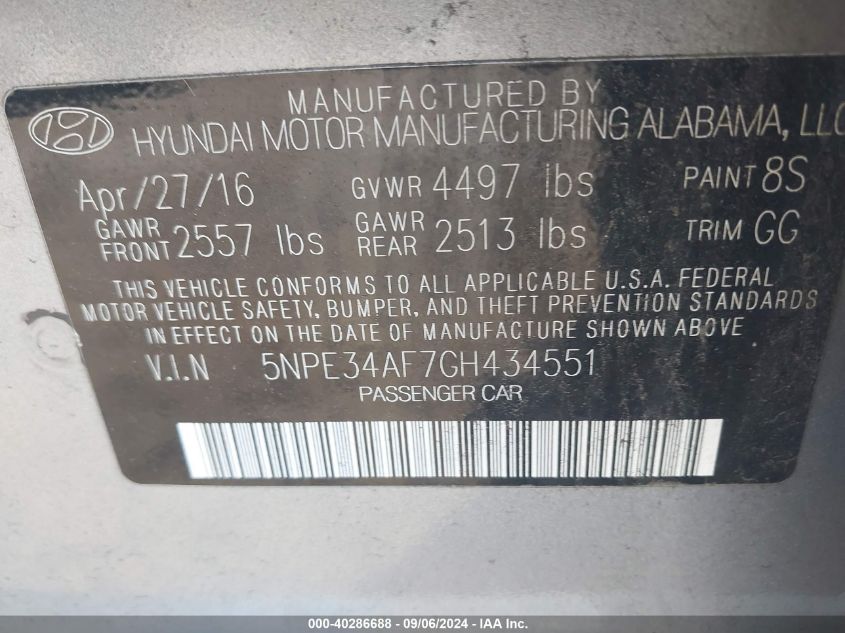 MANUFACTURED BY
HYUNDAI MOTOR MANUFACTURING ALABAMA, LLC
Apr/27/16 GVWR 4497 lbs PAINT 8S
GAWR FRONT 2557 lbs GAWR REAR 2513 lbs TRIM GG
THIS VEHICLE CONFORMS TO ALL APPLICABLE U.S.A. FEDERAL
MOTOR VEHICLE SAFETY, BUMPER, AND THEFT PREVENTION STANDARDS
IN EFFECT ON THE DATE OF MANUFACTURE SHOWN ABOVE
V.I.N 5NPE34AF7GH434551
PASSENGER CAR
000-40286688 - 09/06/2024 - IAA Inc.